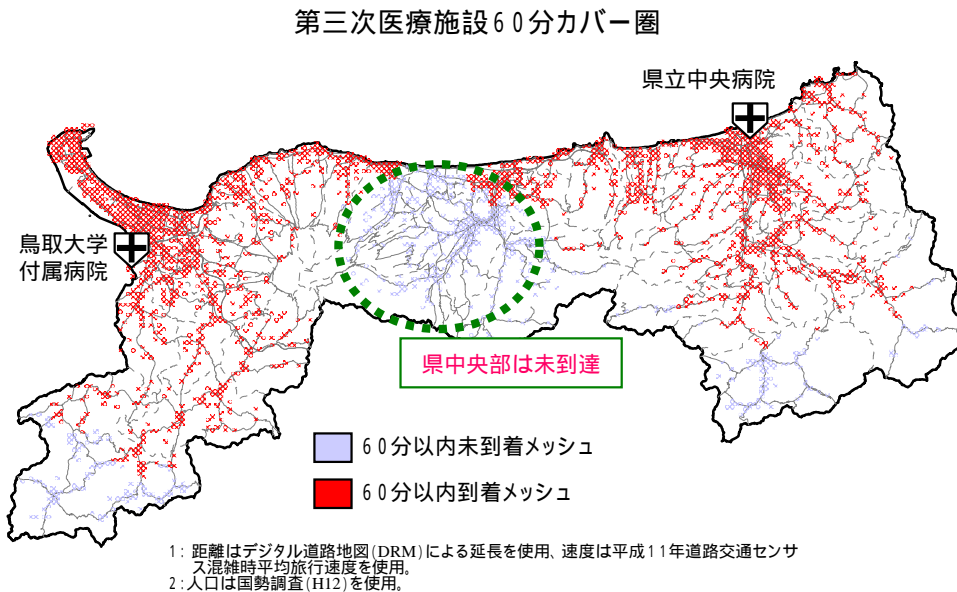 第三次医療施設60分カバー圏
県立中央病院
鳥取大学
付属病院
県中央部は未到達
60分以内未到着メッシュ
60分以内到着メッシュ
1: 距離はデジタル道路地図(DRM)による延長を使用、速度は平成11年道路交通センサ
ス混雑時平均旅行速度を使用。
2:人口は国勢調査(H12)を使用。